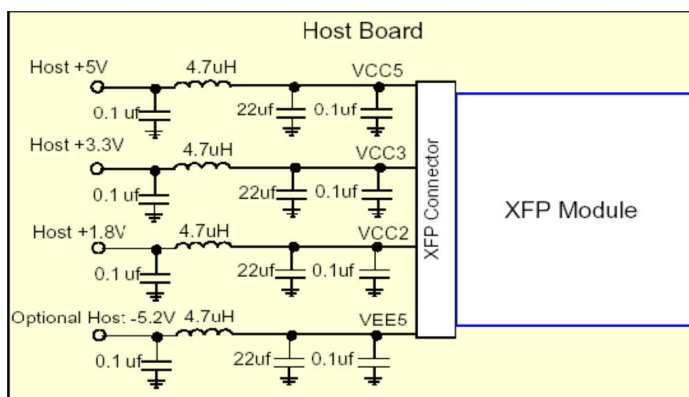 Host Board
Host +5V
4.7uH
VCC5
0.1 uf
22uf
0.1uf
Host +3.3V
4.7uH
VCC3
0.1 uf
22uf
0.1uf
Host +1.8V
4.7uH
VCC2
0.1 uf
22uf
0.1uf
Optional Host -5.2V
4.7uH
VEE5
0.1 uf
22uf
0.1uf
XFP Connector
XFP Module